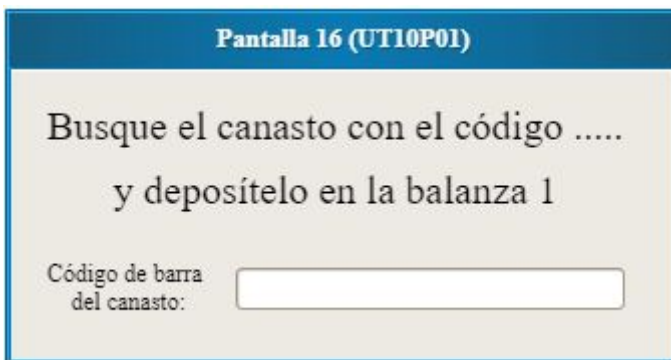 Pantalla 16 (UT10P01)
Busque el canasto con el código .....
y deposítelo en la balanza 1
Código de barra
del canasto: